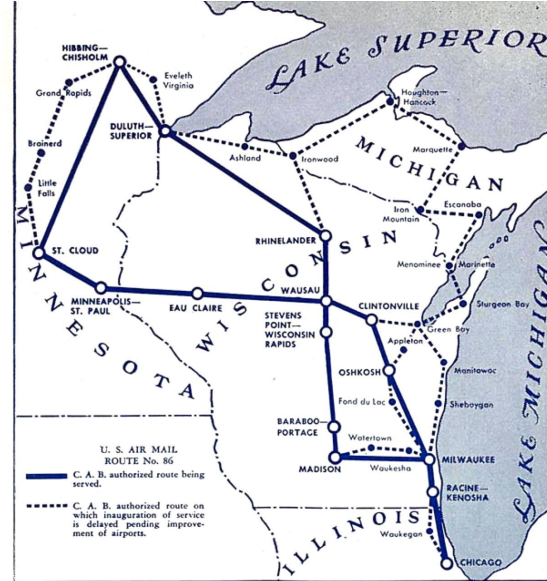 LAKE SUPERIOR
HIBBING—
CHISHOLM
Eveleth
Virginia
Grand Rapids
Houghton—
Hancock
DULUTH—
SUPERIOR
Brainerd
Ashland
Ironwood
Marquette
MICHIGAN
Little
Falls
Iron
Mountain
Escanaba
MINNESOTA
ST. CLOUD
RHINELANDER
WISCONSIN
Menominee
Marinette
MINNEAPOLIS—
ST. PAUL
EAU CLAIRE
WAUSAU
CLINTONVILLE
Sturgeon Bay
STEVENS
POINT—
WISCONSIN
RAPIDS
Green Bay
Appleton
OSHKOSH
Manitowoc
Fond du Lac
Sheboygan
LAKE MICHIGAN
BARABOO—
PORTAGE
Watertown
MADISON
Waukesha
MILWAUKEE
RACINE—
KENOSHA
ILLINOIS
Waukegan
CHICAGO
U. S. AIR MAIL
ROUTE No. 86
C. A. B. authorized route being
served.
C. A. B. authorized route on
which inauguration of service
is delayed pending improve-
ment of airports.